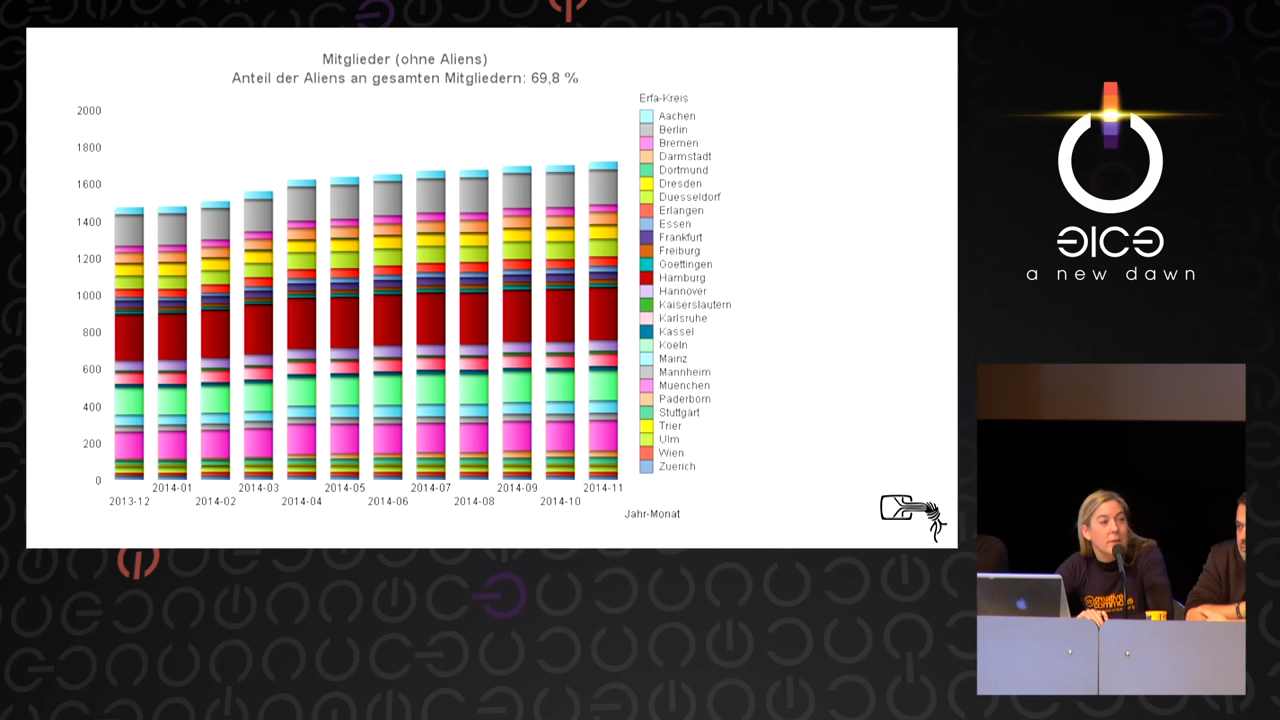 Mitglieder (ohne Aliens)
Anteil der Aliens an gesamten Mitgliedern: 69,8 %
Erfa-Kreis
2000
1800
1600
1400
1200
1000
800
600
400
200
0
Aachen
Berlin
Bremen
Darmstadt
Dortmund
Dresden
Duesseldorf
Erlangen
Essen
Frankfurt
Freiburg
Goettingen
Hamburg
Hannover
Kaiserslautern
Karlsruhe
Kassel
Koeln
Mainz
Mannheim
Muenchen
Paderborn
Stuttgart
Trier
Ulm
Wien
Zuerich
2014-01 2014-03 2014-05 2014-07 2014-09 2014-11
2013-12 2014-02 2014-04 2014-06 2014-08 2014-10
Jahr-Monat
a new dawn
creative